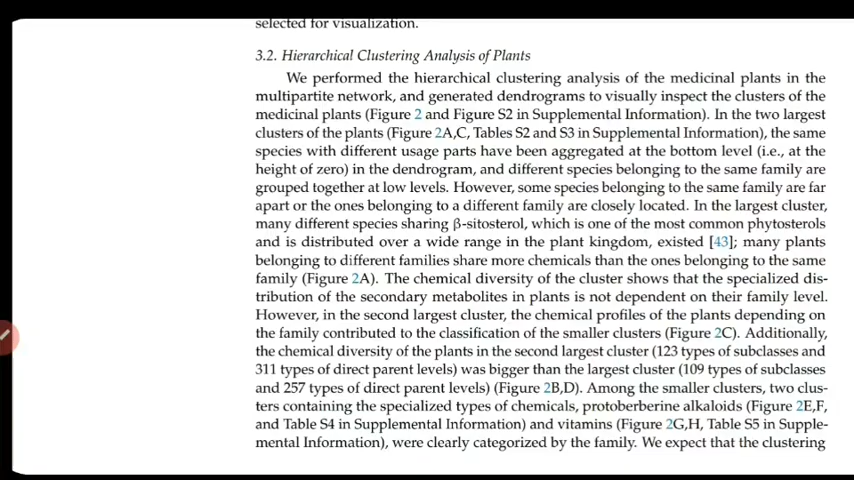 selected for visualization.
3.2. Hierarchical Clustering Analysis of Plants
We performed the hierarchical clustering analysis of the medicinal plants in the
multipartite network, and generated dendrograms to visually inspect the clusters of the
medicinal plants (Figure 2 and Figure S2 in Supplemental Information). In the two largest
clusters of the plants (Figure 2A,C, Tables S2 and S3 in Supplemental Information), the same
species with different usage parts have been aggregated at the bottom level (i.e., at the
height of zero) in the dendrogram, and different species belonging to the same family are
grouped together at low levels. However, some species belonging to the same family are far
apart or the ones belonging to a different family are closely located. In the largest cluster,
many different species sharing β-sitosterol, which is one of the most common phytosterols
and is distributed over a wide range in the plant kingdom, existed [43]; many plants
belonging to different families share more chemicals than the ones belonging to the same
family (Figure 2A). The chemical diversity of the cluster shows that the specialized dis-
tribution of the secondary metabolites in plants is not dependent on their family level.
However, in the second largest cluster, the chemical profiles of the plants depending on
the family contributed to the classification of the smaller clusters (Figure 2C). Additionally,
the chemical diversity of the plants in the second largest cluster (123 types of subclasses and
311 types of direct parent levels) was bigger than the largest cluster (109 types of subclasses
and 257 types of direct parent levels) (Figure 2B,D). Among the smaller clusters, two clus-
ters containing the specialized types of chemicals, protoberberine alkaloids (Figure 2E,F,
and Table S4 in Supplemental Information) and vitamins (Figure 2G,H, Table S5 in Supple-
mental Information), were clearly categorized by the family. We expect that the clustering